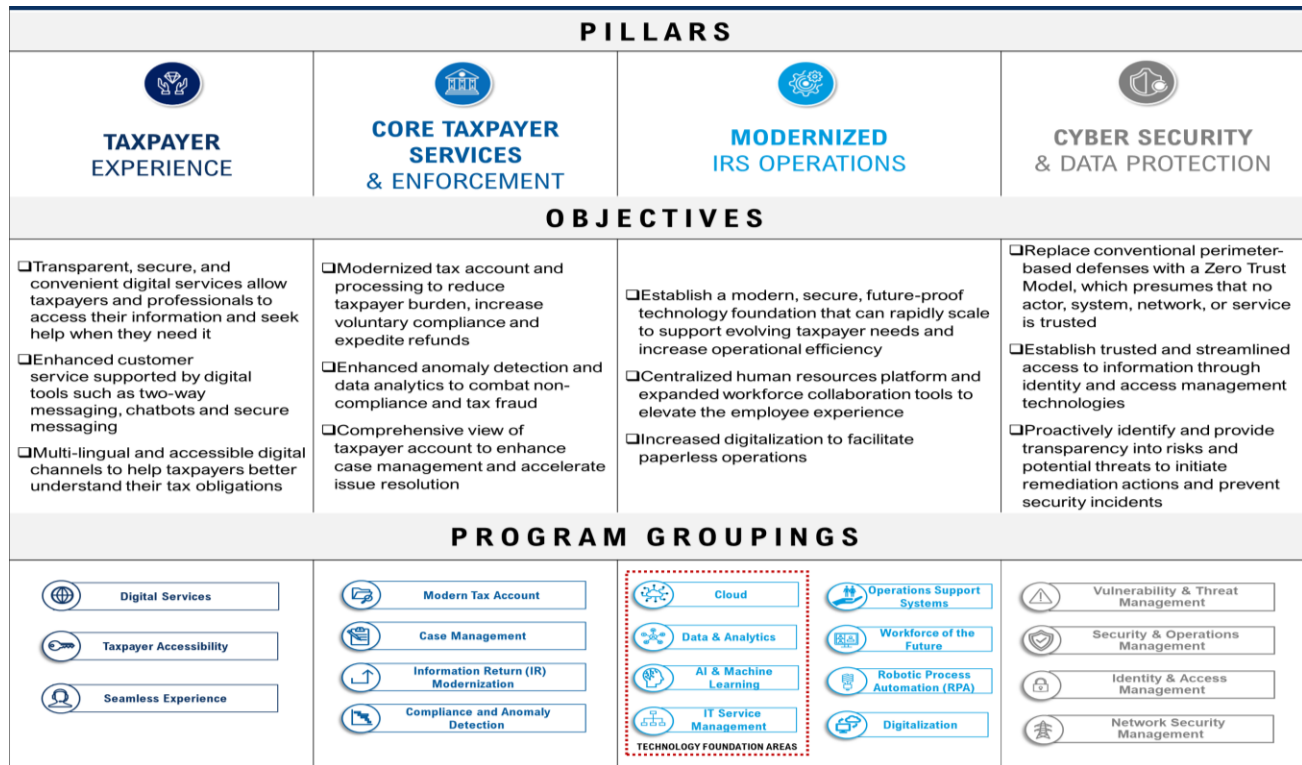 PILLARS
TAXPAYER
EXPERIENCE
CORE TAXPAYER
SERVICES
& ENFORCEMENT
MODERNIZED
IRS OPERATIONS
CYBER SECURITY
& DATA PROTECTION
OBJECTIVES
❑Transparent, secure, and
convenient digital services allow
taxpayers and professionals to
access their information and seek
help when they need it
❑Enhanced customer
service supported by digital
tools such as two-way
messaging, chatbots and secure
messaging
❑Multi-lingual and accessible digital
channels to help taxpayers better
understand their tax obligations
❑Modernized tax account and
processing to reduce
taxpayer burden, increase
voluntary compliance and
expedite refunds
❑Enhanced anomaly detection and
data analytics to combat non-
compliance and tax fraud
❑Comprehensive view of
taxpayer account to enhance
case management and accelerate
issue resolution
❑Establish a modern, secure, future-proof
technology foundation that can rapidly scale
to support evolving taxpayer needs and
increase operational efficiency
❑Centralized human resources platform and
expanded workforce collaboration tools to
elevate the employee experience
❑Increased digitalization to facilitate
paperless operations
❑Replace conventional perimeter-
based defenses with a Zero Trust
Model, which presumes that no
actor, system, network, or service
is trusted
❑Establish trusted and streamlined
access to information through
identity and access management
technologies
❑Proactively identify and provide
transparency into risks and
potential threats to initiate
remediation actions and prevent
security incidents
PROGRAM GROUPINGS
Digital Services
Taxpayer Accessibility
Seamless Experience
Modern Tax Account
Case Management
Information Return (IR)
Modernization
Compliance and Anomaly
Detection
Cloud
Data & Analytics
AI & Machine
Learning
IT Service
Management
TECHNOLOGY FOUNDATION AREAS
Operations Support
Systems
Workforce of the
Future
Robotic Process
Automation (RPA)
Digitalization
Vulnerability & Threat
Management
Security & Operations
Management
Identity & Access
Management
Network Security
Management